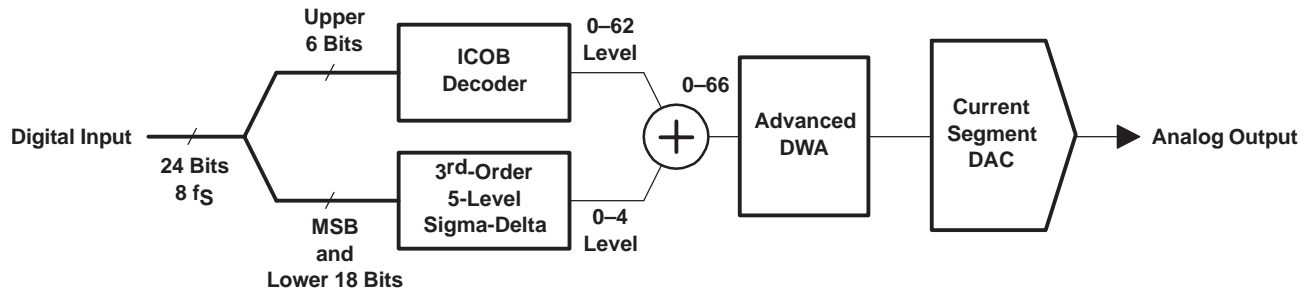 Digital Input
24 Bits
8 fS
Upper
6 Bits
ICOB
Decoder
0–62
Level
MSB
and
Lower 18 Bits
3rd-Order
5-Level
Sigma-Delta
0–4
Level
+
0–66
Advanced
DWA
Current
Segment
DAC
Analog Output